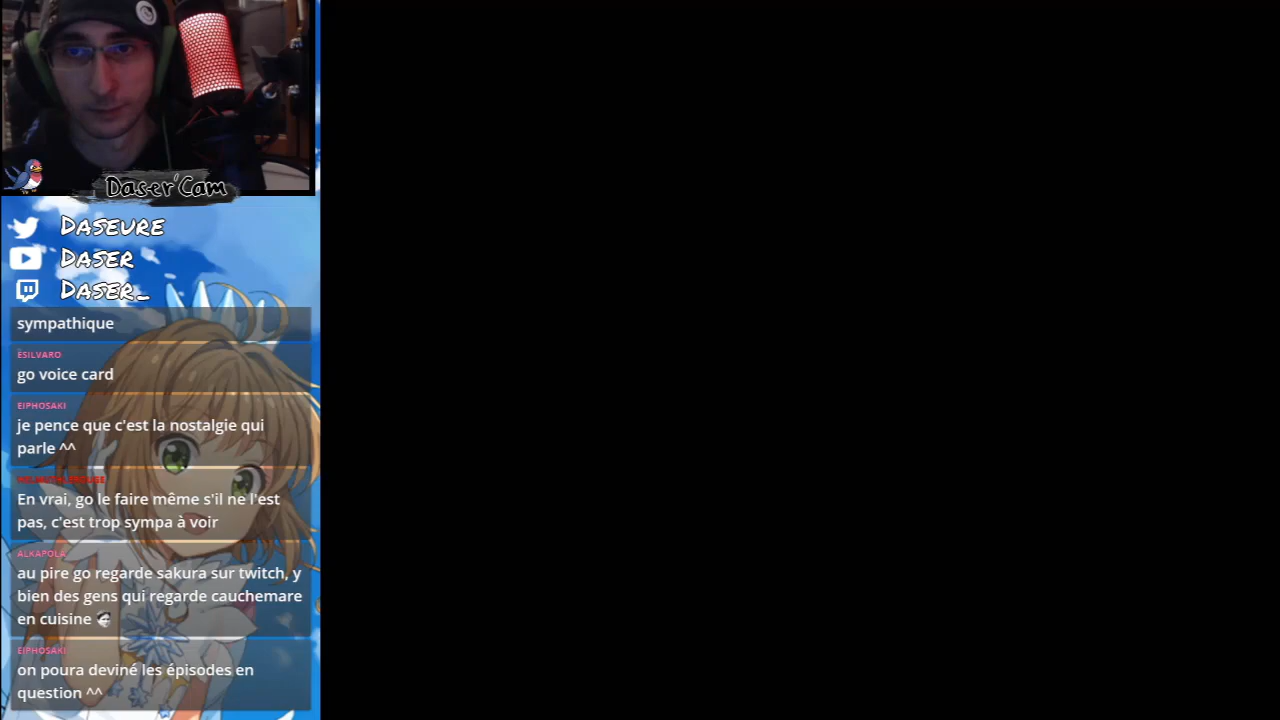 Daser'Cam
Daseure
Daser
Daser_
sympathique
ESILVARO
go voice card
EIPHOSAKI
je pence que c'est la nostalgie qui
parle ^^
En vrai, go le faire même s'il ne l'est
pas, c'est trop sympa à voir
ALKAPOLA
au pire go regarde sakura sur twitch, y
bien des gens qui regarde cauchemare
en cuisine
EIPHOSAKI
on poura deviné les épisodes en
question ^^